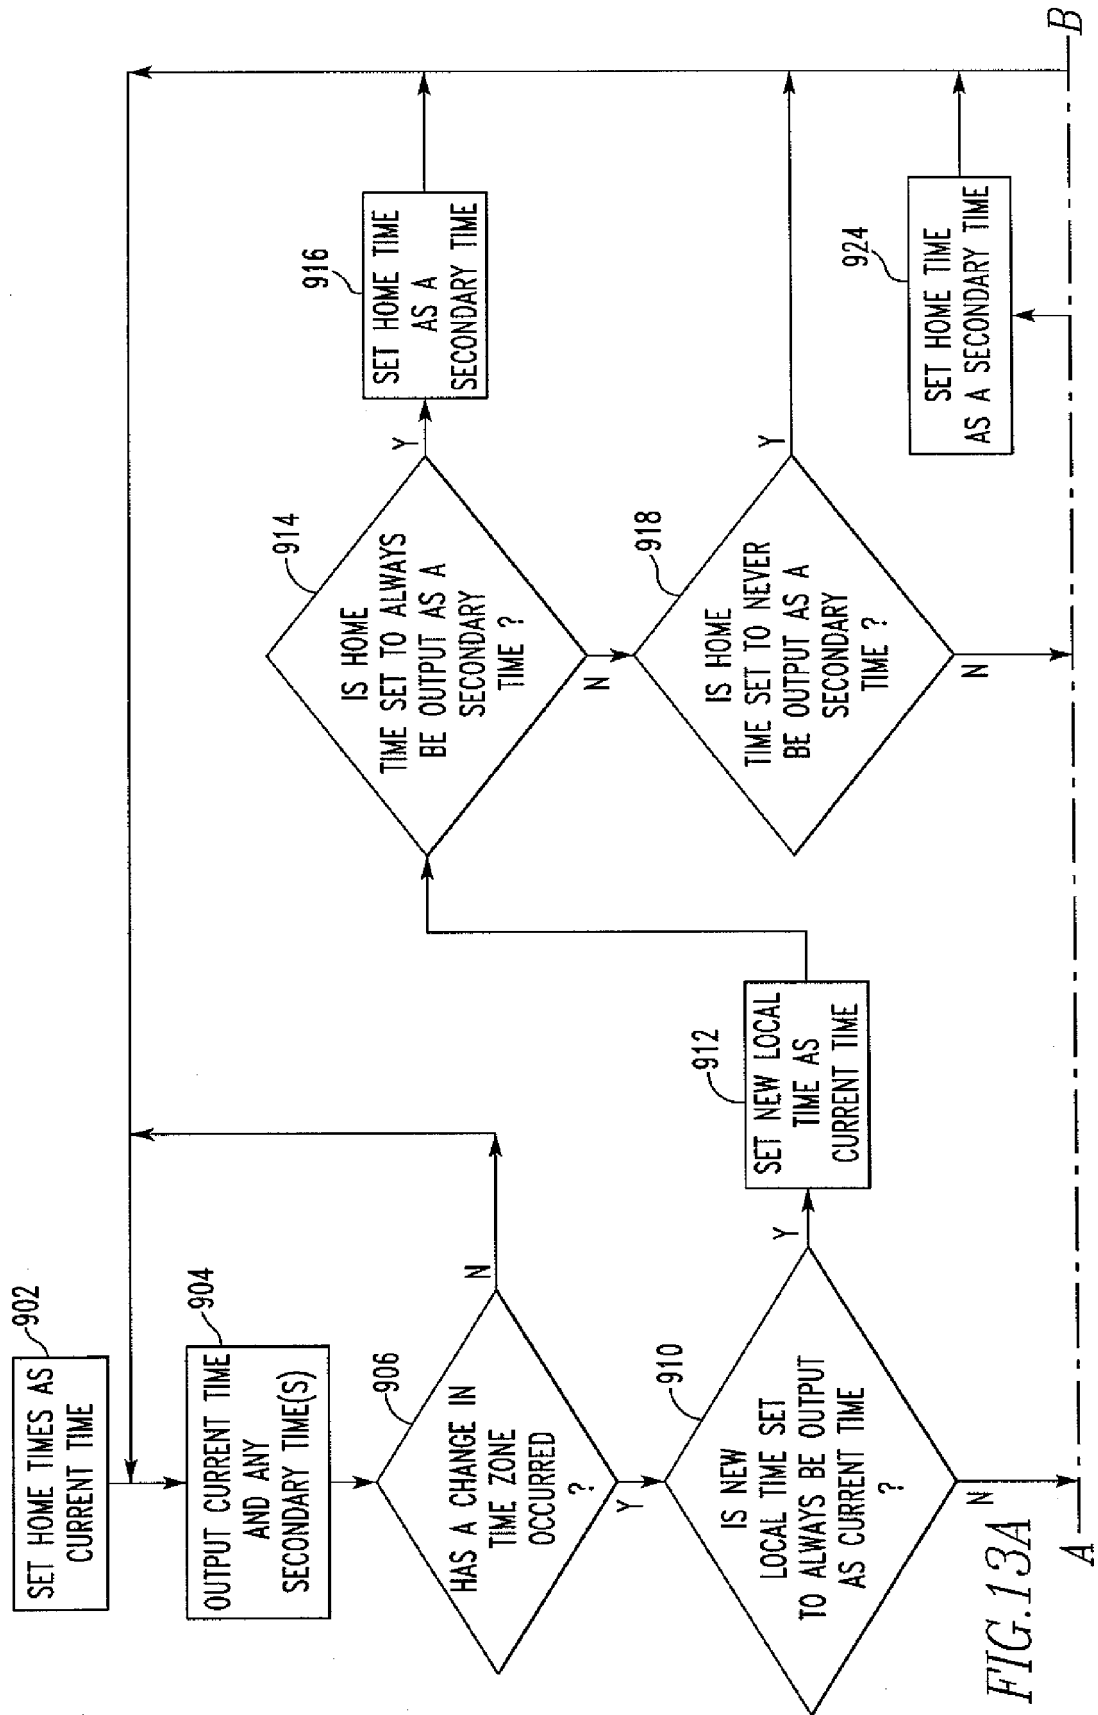 902
SET HOME TIMES AS
CURRENT TIME
904
OUTPUT CURRENT TIME
AND ANY
SECONDARY TIME(S)
906
HAS A CHANGE IN
TIME ZONE
OCCURRED
?
N
Y
910
IS NEW
LOCAL TIME SET
TO ALWAYS BE OUTPUT
AS CURRENT TIME
?
Y
N
912
SET NEW LOCAL
TIME AS
CURRENT TIME
914
IS HOME
TIME SET TO ALWAYS
BE OUTPUT AS A
SECONDARY
TIME ?
Y
N
916
SET HOME TIME
AS A
SECONDARY TIME
918
IS HOME
TIME SET TO NEVER
BE OUTPUT AS A
SECONDARY
TIME ?
Y
N
924
SET HOME TIME
AS A SECONDARY TIME
FIG.13A
A
B